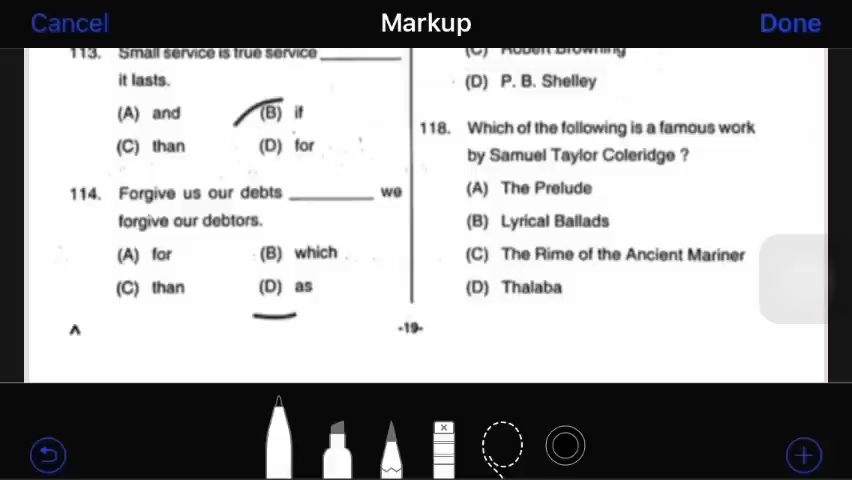 Cancel
Markup
Done
113. Small service is true service ________
it lasts.
(A) and
(B) if
(C) than
(D) for
114. Forgive us our debts ________ we
forgive our debtors.
(A) for
(B) which
(C) than
(D) as
(C) Robert Browning
(D) P. B. Shelley
118. Which of the following is a famous work
by Samuel Taylor Coleridge ?
(A) The Prelude
(B) Lyrical Ballads
(C) The Rime of the Ancient Mariner
(D) Thalaba
A
-19-